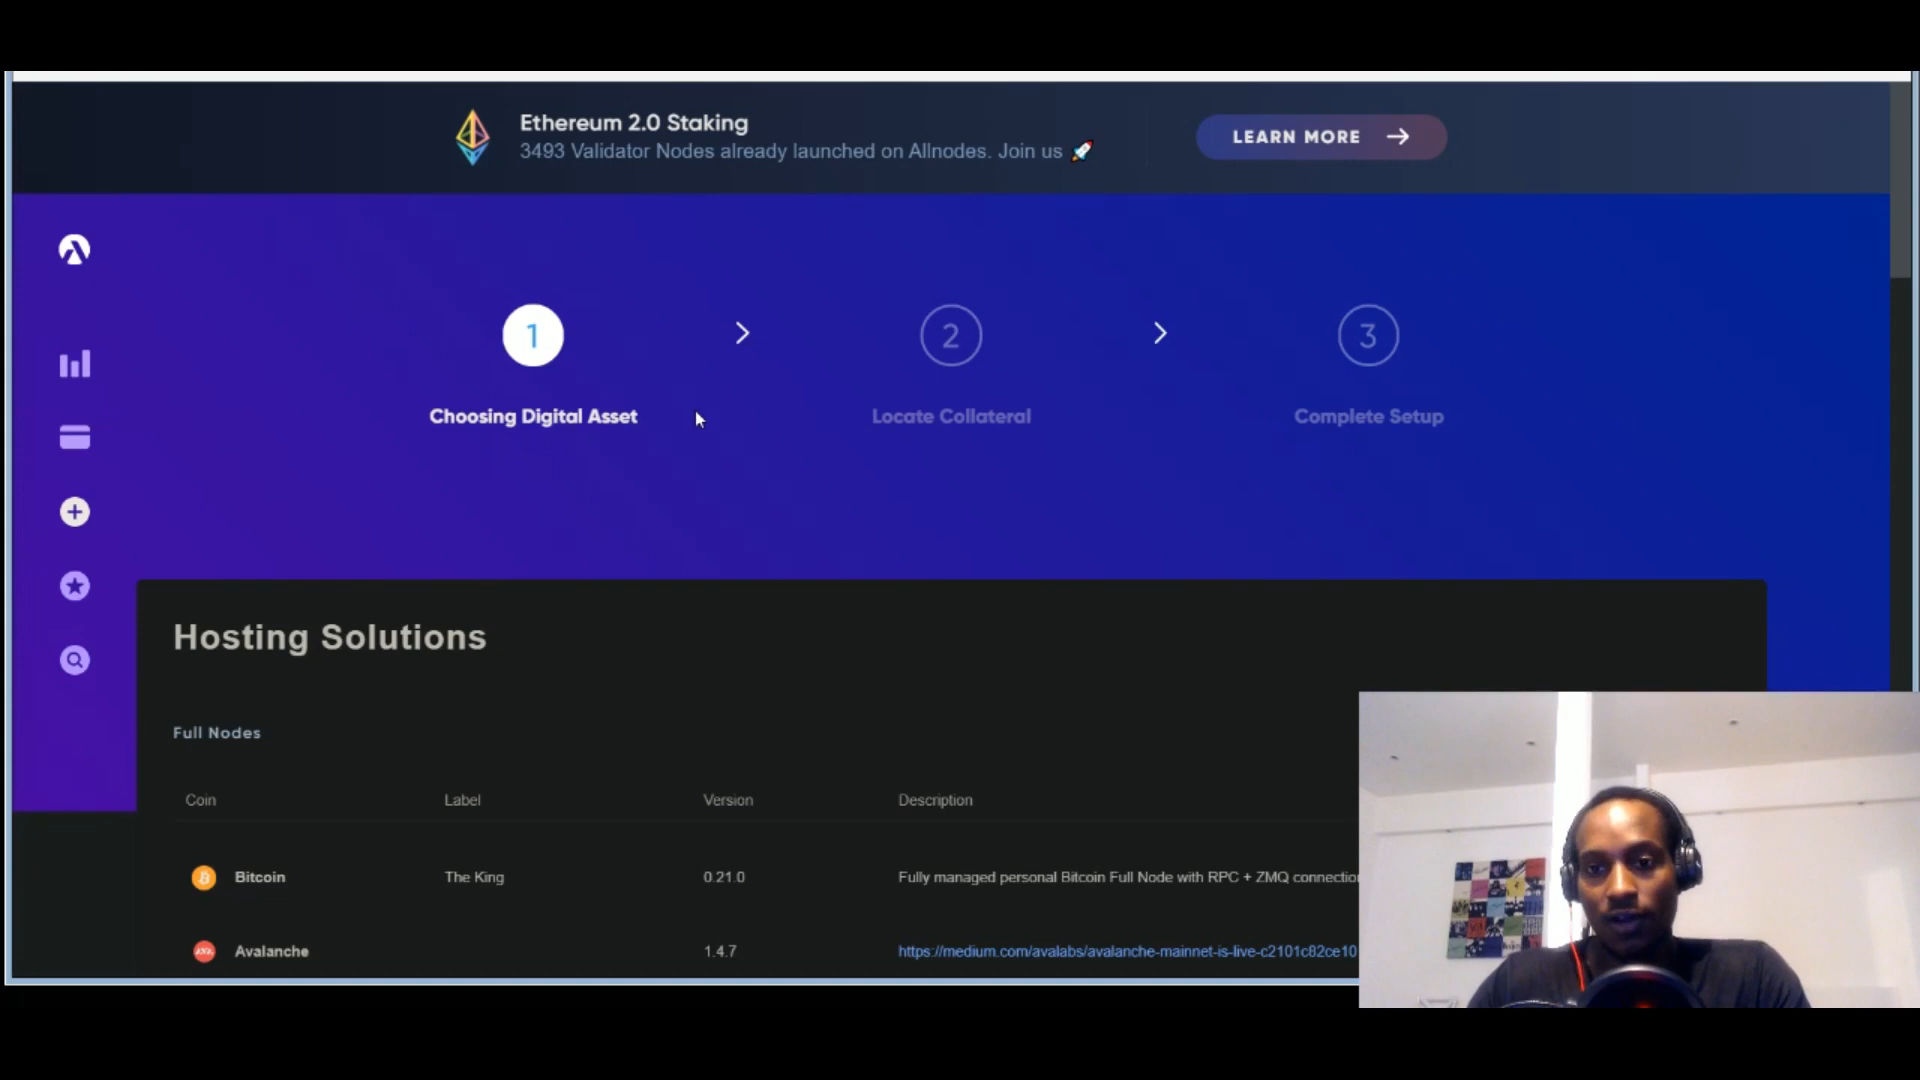 Ethereum 2.0 Staking
3493 Validator Nodes already launched on Allnodes. Join us 🚀
LEARN MORE →
1
2
3
Choosing Digital Asset
Locate Collateral
Complete Setup
Hosting Solutions
Full Nodes
Coin Label Version Description
Bitcoin The King 0.21.0 Fully managed personal Bitcoin Full Node with RPC + ZMQ connection
Avalanche 1.4.7 https://medium.com/avalabs/avalanche-mainnet-is-live-c2101c82ce10